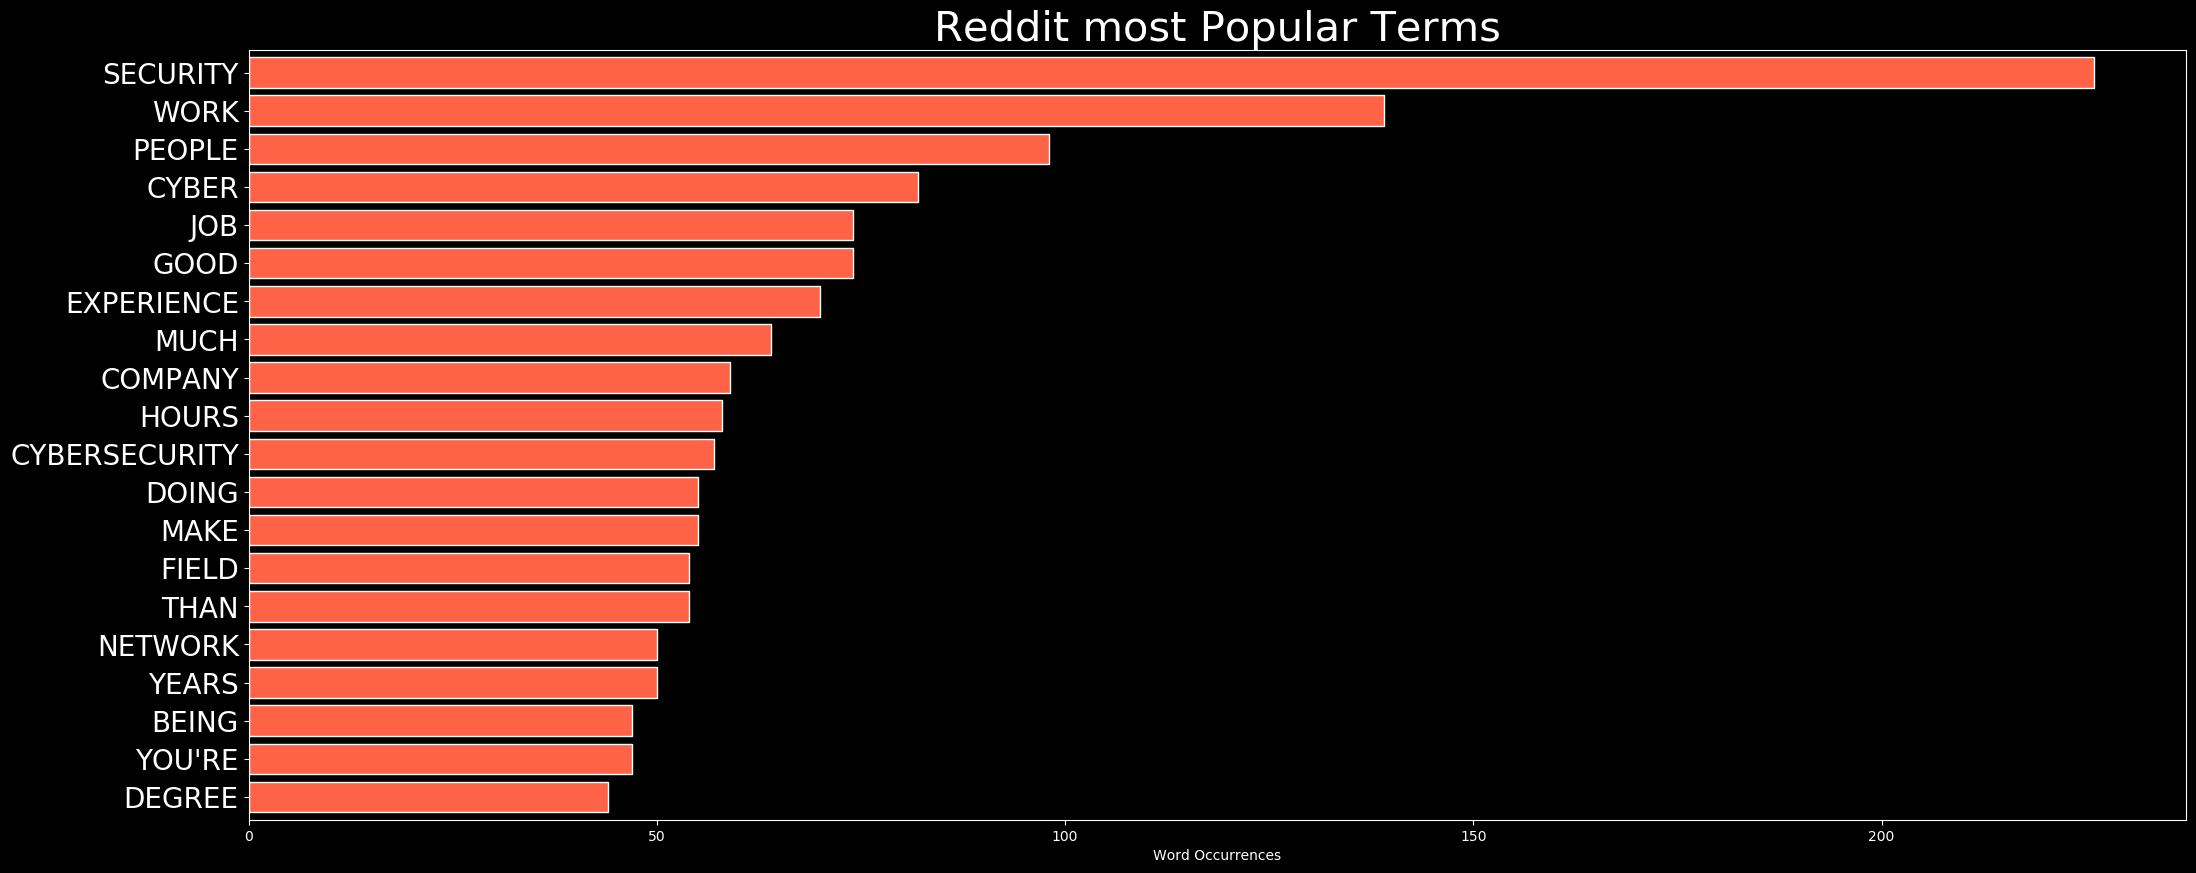 Reddit most Popular Terms
SECURITY
WORK
PEOPLE
CYBER
JOB
GOOD
EXPERIENCE
MUCH
COMPANY
HOURS
CYBERSECURITY
DOING
MAKE
FIELD
THAN
NETWORK
YEARS
BEING
YOU'RE
DEGREE
0 50 100 150 200
Word Occurrences